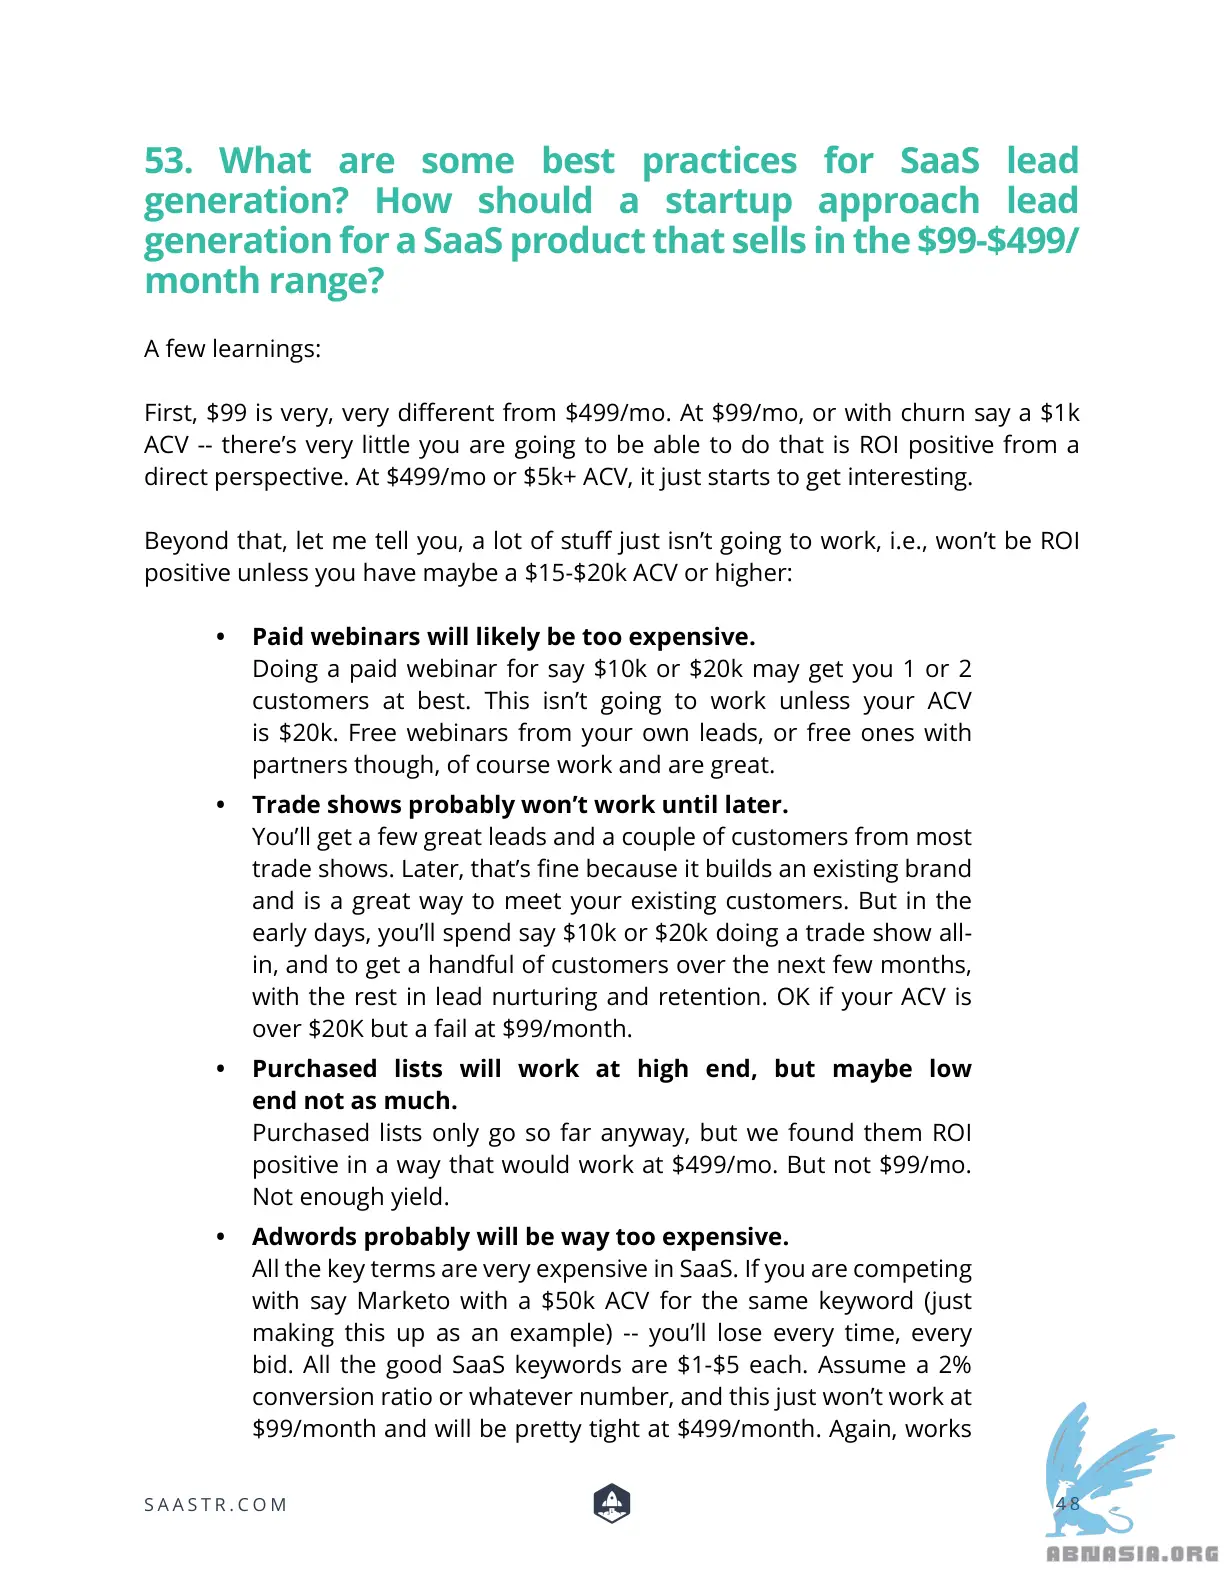 53. What are some best practices for SaaS lead
generation? How should a startup approach lead
generation for a SaaS product that sells in the $99-$499/
month range?
A few learnings:
First, $99 is very, very different from $499/mo. At $99/mo, or with churn say a $1k
ACV -- there’s very little you are going to be able to do that is ROI positive from a
direct perspective. At $499/mo or $5k+ ACV, it just starts to get interesting.
Beyond that, let me tell you, a lot of stuff just isn’t going to work, i.e., won’t be ROI
positive unless you have maybe a $15-$20k ACV or higher:
• Paid webinars will likely be too expensive.
Doing a paid webinar for say $10k or $20k may get you 1 or 2
customers at best. This isn’t going to work unless your ACV
is $20k. Free webinars from your own leads, or free ones with
partners though, of course work and are great.
• Trade shows probably won’t work until later.
You’ll get a few great leads and a couple of customers from most
trade shows. Later, that’s fine because it builds an existing brand
and is a great way to meet your existing customers. But in the
early days, you’ll spend say $10k or $20k doing a trade show all-
in, and to get a handful of customers over the next few months,
with the rest in lead nurturing and retention. OK if your ACV is
over $20K but a fail at $99/month.
• Purchased lists will work at high end, but maybe low
end not as much.
Purchased lists only go so far anyway, but we found them ROI
positive in a way that would work at $499/mo. But not $99/mo.
Not enough yield.
• Adwords probably will be way too expensive.
All the key terms are very expensive in SaaS. If you are competing
with say Marketo with a $50k ACV for the same keyword (just
making this up as an example) -- you’ll lose every time, every
bid. All the good SaaS keywords are $1-$5 each. Assume a 2%
conversion ratio or whatever number, and this just won’t work at
$99/month and will be pretty tight at $499/month. Again, works
SAASTR.COM
48
ABNASIA.ORG